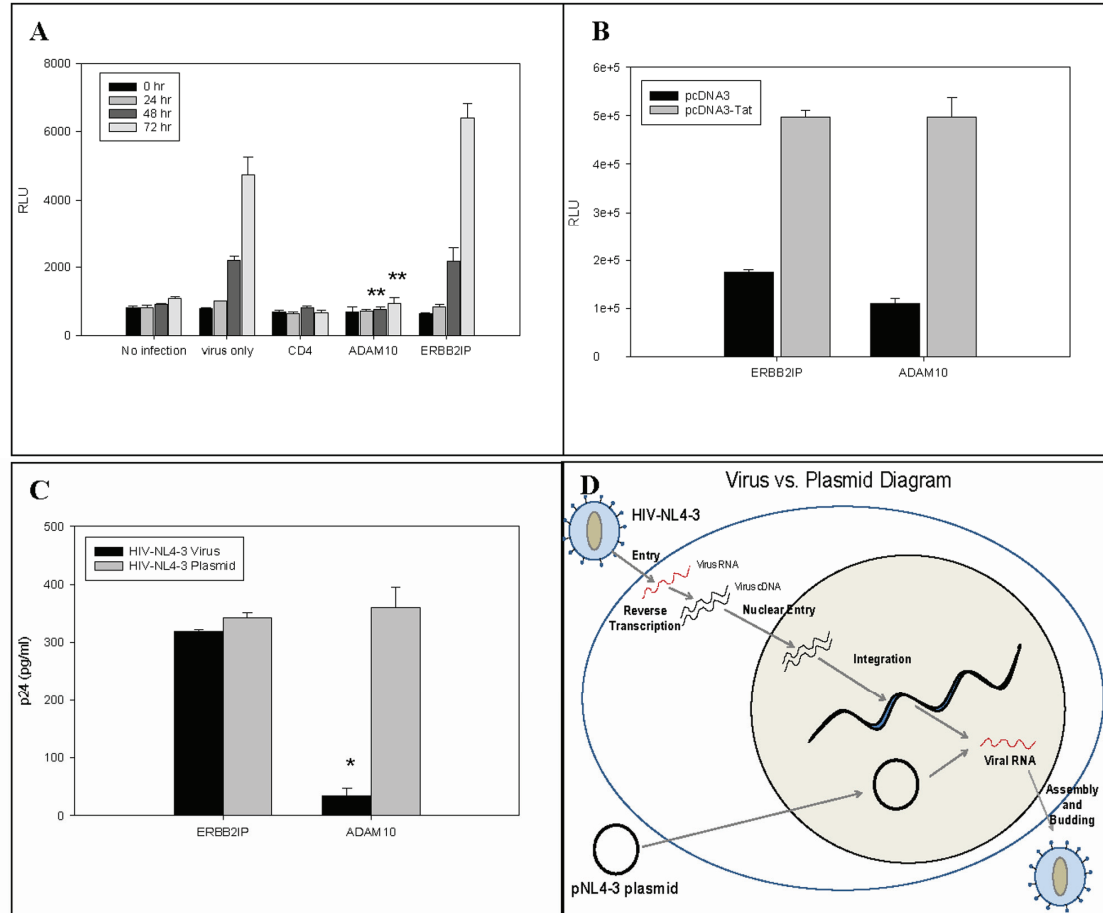 A
8000
6000
4000
2000
0
RLU
0 hr
24 hr
48 hr
72 hr
**
**
No infection
virus only
CD4
ADAM10
ERBB2IP
B
6e+5
5e+5
4e+5
3e+5
2e+5
1e+5
0
RLU
pcDNA3
pcDNA3-Tat
ERBB2IP
ADAM10
C
500
400
300
200
100
0
p24 (pg/ml)
HIV-NL4-3 Virus
HIV-NL4-3 Plasmid
*
ERBB2IP
ADAM10
D
Virus vs. Plasmid Diagram
HIV-NL4-3
Entry
Virus RNA
Reverse
Transcription
Virus cDNA
Nuclear Entry
Integration
Viral RNA
Assembly
and
Budding
pNL4-3 plasmid